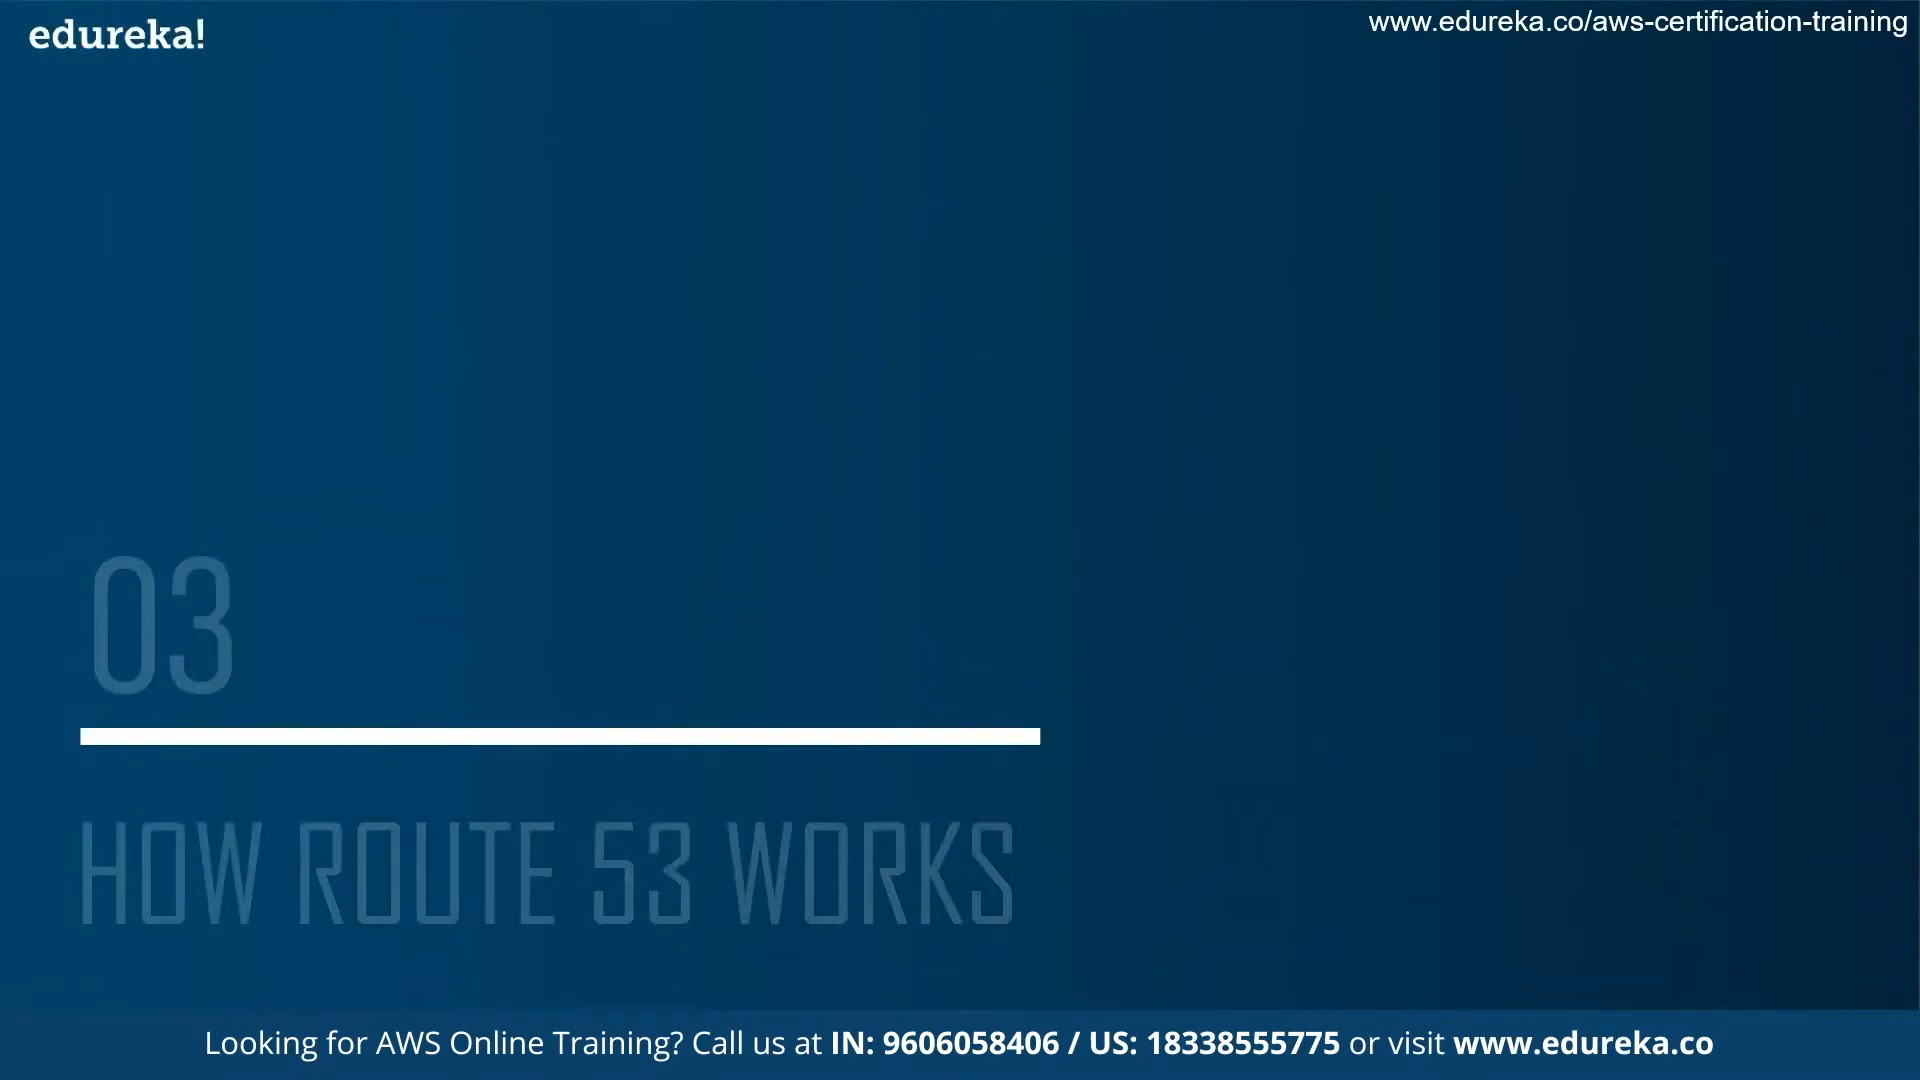 edureka!
www.edureka.co/aws-certification-training
03
HOW ROUTE 53 WORKS
Looking for AWS Online Training? Call us at IN: 9606058406 / US: 18338555775 or visit www.edureka.co